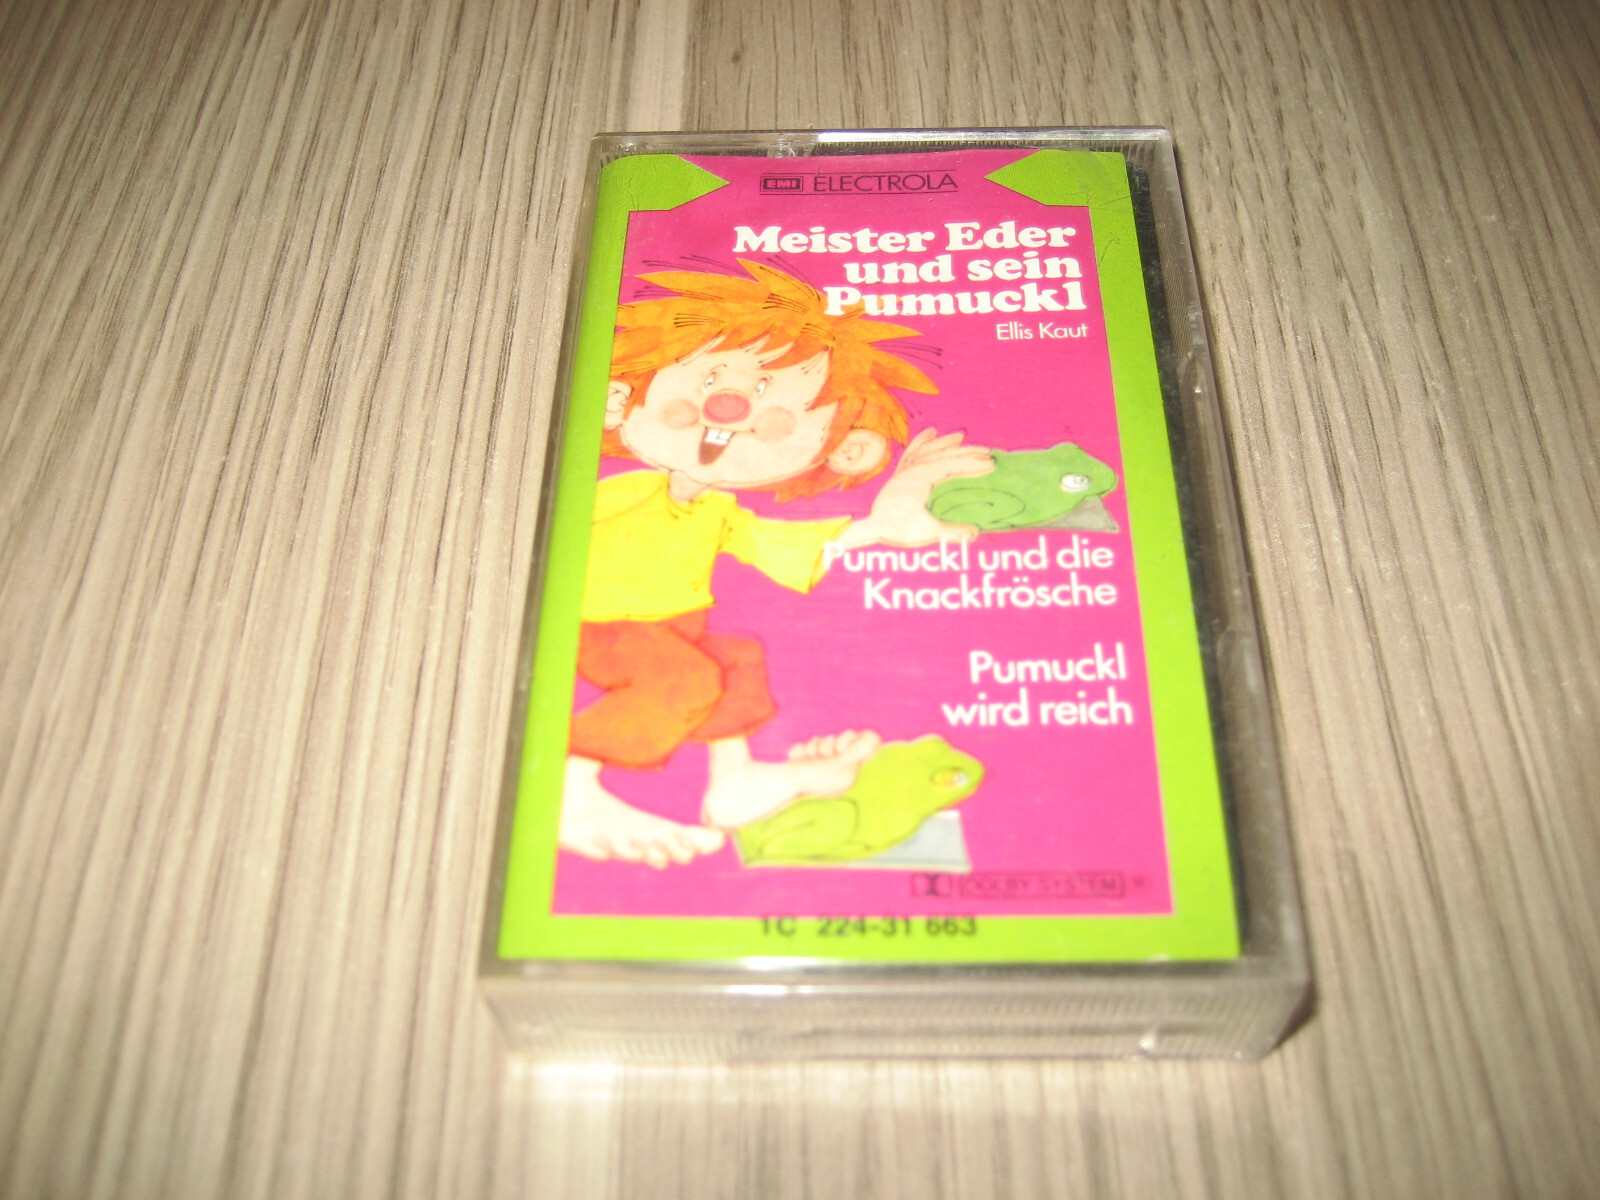 EMI ELECTROLA
Meister Eder
und sein
Pumuckl
Ellis Kaut
Pumuckl und die
Knackfrösche
Pumuckl
wird reich
DOLBY SYSTEM ®
TC 224-31 663